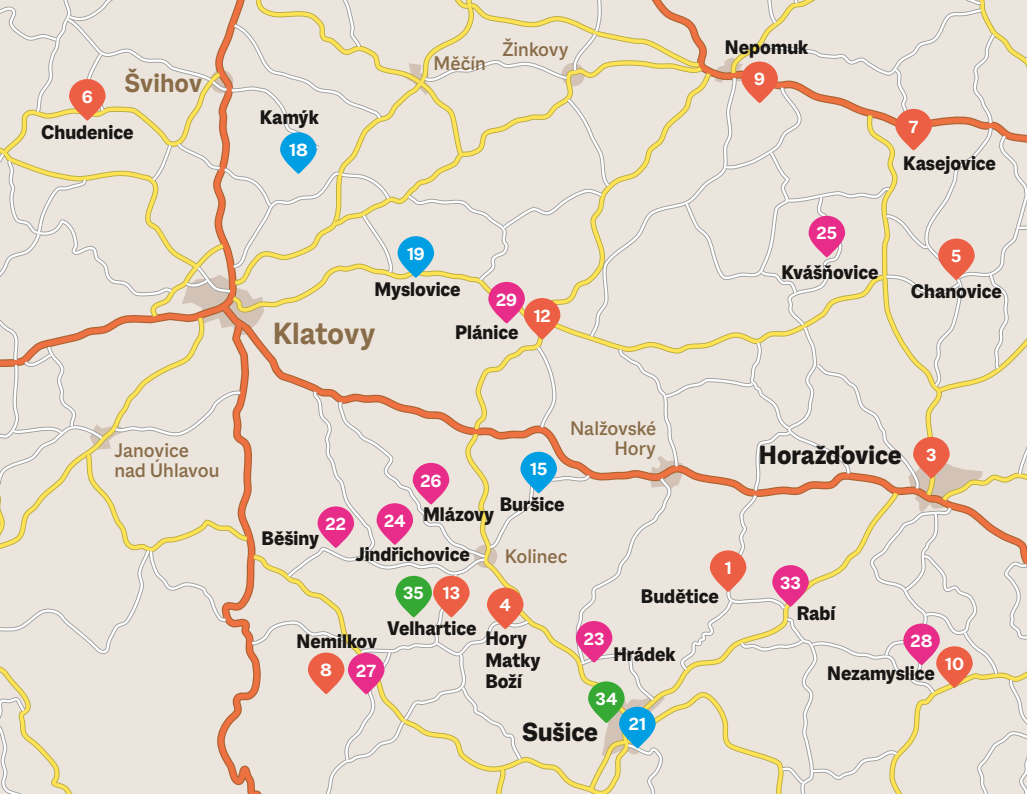 Nepomuk
Žinkovy
Měčín
9
Švihov
6
Chudenice
Kamýk
18
7
Kasejovice
25
Kvášňovice
5
Chanovice
19
Myslovice
29
12
Plánice
Klatovy
Nalžovské
Hory
Janovice
nad Úhlavou
Horažďovice
3
15
Buršice
26
Mlázovy
22
Běšiny
24
Jindřichovice
Kolinec
1
Budětice
33
Rabí
35
13
Velhartice
4
Hory
Matky
Boží
23
Hrádek
28
Nezamyslice
10
Nemilkov
8
27
34
21
Sušice